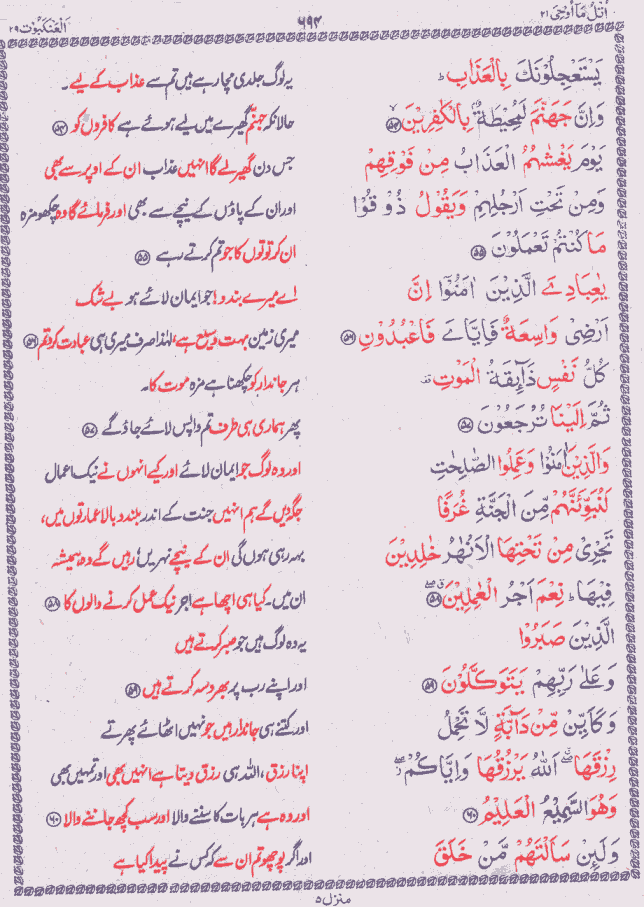 اُتْلُ مَآ اُوْحِیَ ۲۱
۶۹۴
اَلْعَنْکَبُوْت ۲۹
یَسْتَعْجِلُوْنَكَ بِالْعَذَابِ ؕ
یہ لوگ جلدی مچا رہے ہیں تم سے عذاب کے لیے۔
وَاِنَّ جَهَنَّمَ لَمُحِیْطَةٌۢ بِالْکٰفِرِیْنَ ﴿۵۴﴾
حالانکہ جہنّم گھیرے میں لیے ہوئے ہے کافروں کو ﴿۵۴﴾
یَوْمَ یَغْشٰىهُمُ الْعَذَابُ مِنْ فَوْقِهِمْ
جس دن گھیر لے گا انہیں عذاب ان کے اوپر سے بھی
وَمِنْ تَحْتِ اَرْجُلِهِمْ وَیَقُوْلُ ذُوْقُوْا
اور ان کے پاؤں کے نیچے سے بھی اور فرمائے گا وہ چکھو مزہ
مَا كُنْتُمْ تَعْمَلُوْنَ ﴿۵۵﴾
ان کرتوتوں کا جو تم کرتے رہے ﴿۵۵﴾
یٰعِبَادِیَ الَّذِیْنَ اٰمَنُوْۤا اِنَّ
اے میرے بندو! جو ایمان لائے ہو بے شک
اَرْضِیْ وَاسِعَةٌ فَاِیَّایَ فَاعْبُدُوْنِ ﴿۵۶﴾
میری زمین بہت وسیع ہے، لہٰذا صرف میری ہی عبادت کرو تم ﴿۵۶﴾
كُلُّ نَفْسٍ ذَآىِٕقَةُ الْمَوْتِ ۫
ہر جاندار کو چکھنا ہے مزہ موت کا۔
ثُمَّ اِلَیْنَا تُرْجَعُوْنَ ﴿۵۷﴾
پھر ہماری ہی طرف تم واپس لائے جاؤ گے ﴿۵۷﴾
وَالَّذِیْنَ اٰمَنُوْا وَعَمِلُوا الصّٰلِحٰتِ
اور وہ لوگ جو ایمان لائے اور کیے انہوں نے نیک اعمال
لَنُبَوِّئَنَّهُمْ مِّنَ الْجَنَّةِ غُرَفًا
جگہ دیں گے ہم انہیں جنت کے اندر بلند و بالا عمارتوں میں،
تَجْرِیْ مِنْ تَحْتِهَا الْاَنْهٰرُ خٰلِدِیْنَ
بہہ رہی ہوں گی ان کے نیچے نہریں، رہیں گے وہ ہمیشہ
فِیْهَا ؕ نِعْمَ اَجْرُ الْعٰمِلِیْنَ ﴿۵۸﴾
ان میں۔ کیا ہی اچھا ہے اجر نیک عمل کرنے والوں کا ﴿۵۸﴾
الَّذِیْنَ صَبَرُوْا
یہ وہ لوگ ہیں جو صبر کرتے ہیں
وَعَلٰی رَبِّهِمْ یَتَوَكَّلُوْنَ ﴿۵۹﴾
اور اپنے رب پر بھروسہ کرتے ہیں ﴿۵۹﴾
وَكَاَیِّنْ مِّنْ دَآبَّةٍ لَّا تَحْمِلُ
اور کتنے ہی جاندار ہیں جو نہیں اٹھائے پھرتے
رِزْقَهَا ۖۗ اَللّٰهُ یَرْزُقُهَا وَاِیَّاكُمْ ۖؗ
اپنا رزق، اللہ ہی رزق دیتا ہے انہیں بھی اور تمہیں بھی
وَهُوَ السَّمِیْعُ الْعَلِیْمُ ﴿۶۰﴾
اور وہ ہے ہر بات کا سننے والا اور سب کچھ جاننے والا ﴿۶۰﴾
وَلَىِٕنْ سَاَلْتَهُمْ مَّنْ خَلَقَ
اور اگر پوچھو تم ان سے کہ کس نے پیدا کیا ہے
منزل ۵